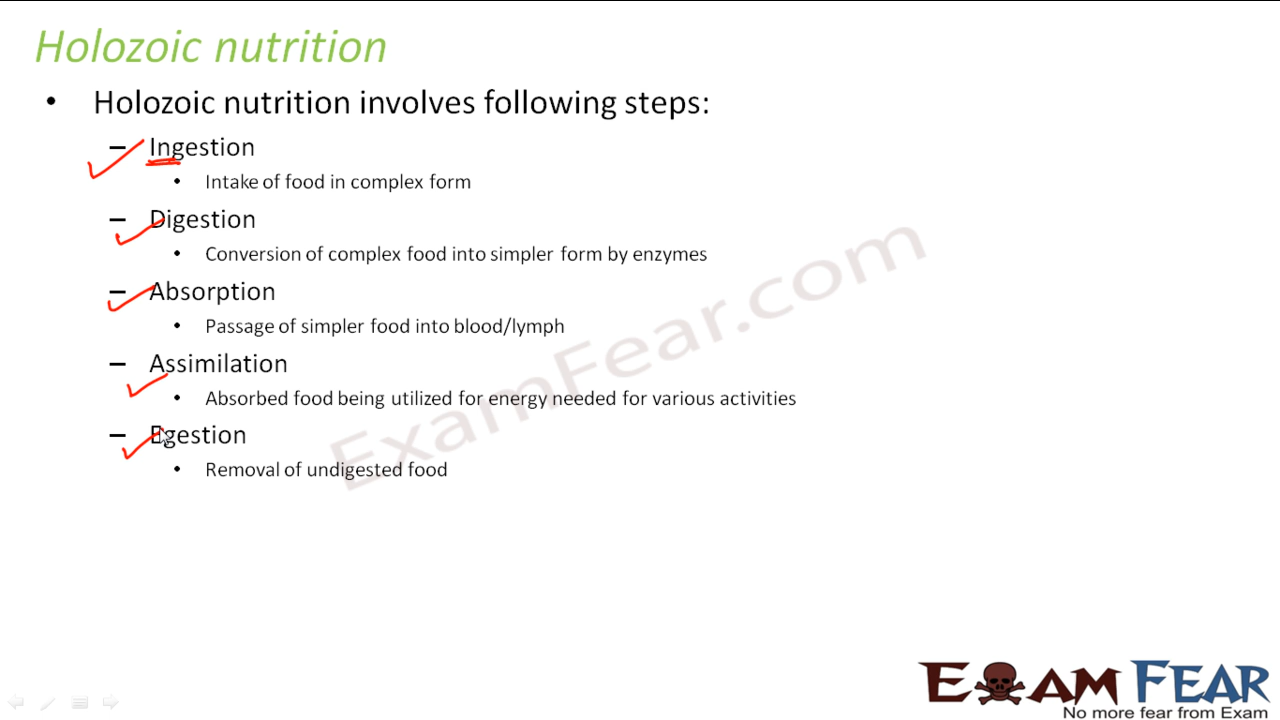 Holozoic nutrition
• Holozoic nutrition involves following steps:
– Ingestion
• Intake of food in complex form
– Digestion
• Conversion of complex food into simpler form by enzymes
– Absorption
• Passage of simpler food into blood/lymph
– Assimilation
• Absorbed food being utilized for energy needed for various activities
– Egestion
• Removal of undigested food
ExamFear.com
EXAM FEAR
No more fear from Exam